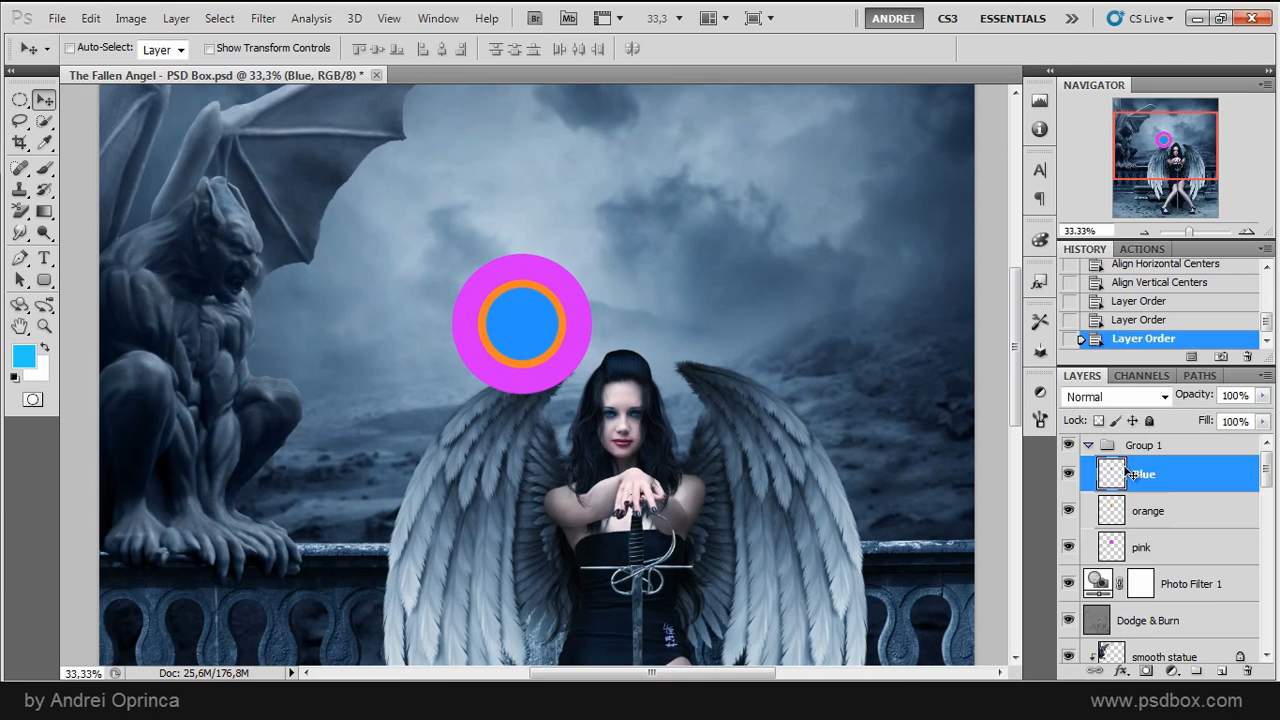 Ps File Edit Image Layer Select Filter Analysis 3D View Window Help Br Mb 33,3 ANDREI CS3 ESSENTIALS CS Live
Auto-Select: Layer Show Transform Controls
The Fallen Angel - PSD Box.psd @ 33,3% (Blue, RGB/8) *
NAVIGATOR
33.33%
HISTORY ACTIONS
Align Horizontal Centers
Align Vertical Centers
Layer Order
Layer Order
Layer Order
LAYERS CHANNELS PATHS
Normal Opacity: 100%
Lock: Fill: 100%
Group 1
Blue
orange
pink
Photo Filter 1
Dodge & Burn
smooth statue
33,33% Doc: 25,6M/176,8M
by Andrei Oprinca www.psdbox.com